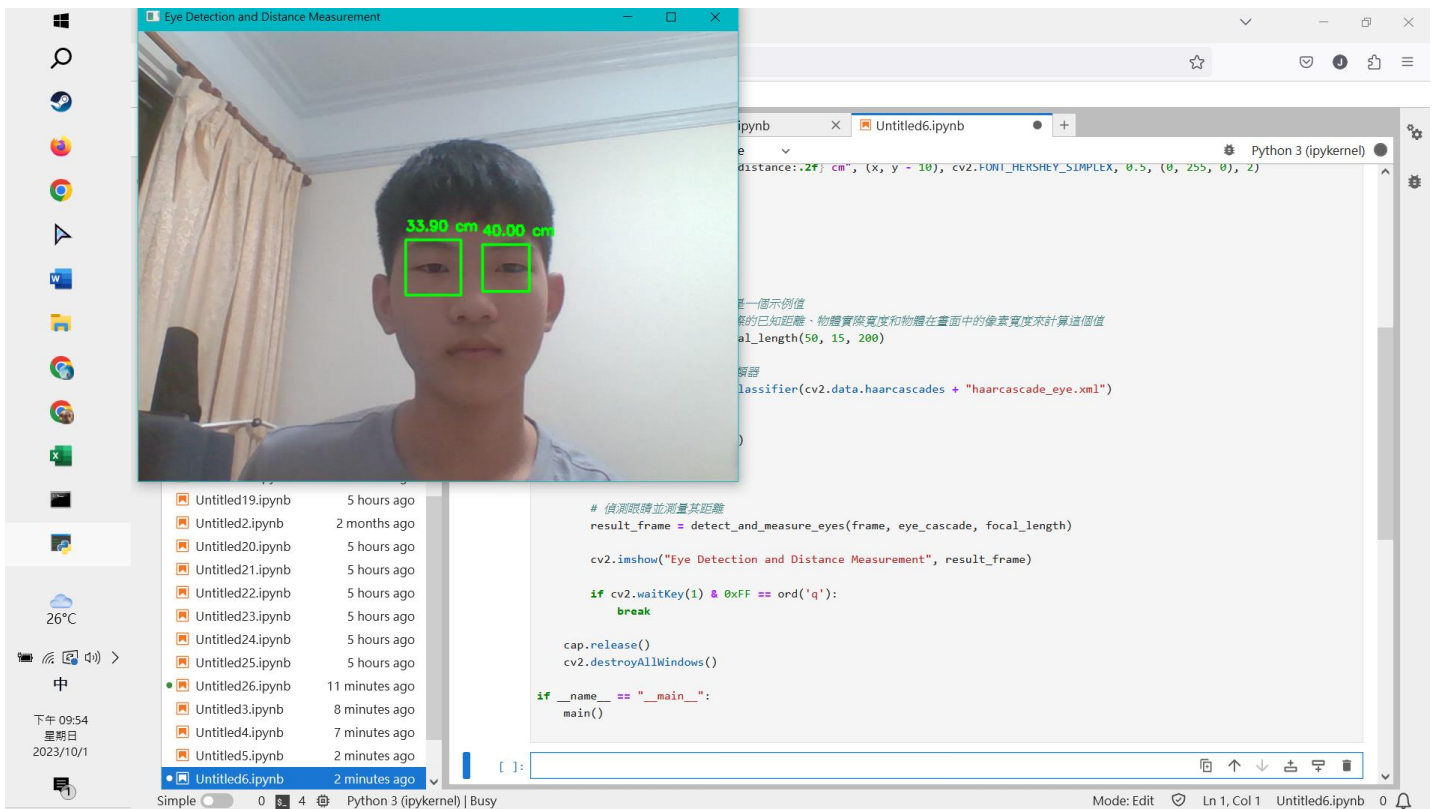 Eye Detection and Distance Measurement
33.90 cm 40.00 cm
ipynb
Untitled6.ipynb
Python 3 (ipykernel)
distance:.2f} cm", (x, y - 10), cv2.FONT_HERSHEY_SIMPLEX, 0.5, (0, 255, 0), 2)
是一個示例值
的已知距離、物體實際寬度和物體在畫面中的像素寬度來計算這個值
al_length(50, 15, 200)
類器
lassifier(cv2.data.haarcascades + "haarcascade_eye.xml")
)
# 偵測眼睛並測量其距離
result_frame = detect_and_measure_eyes(frame, eye_cascade, focal_length)
cv2.imshow("Eye Detection and Distance Measurement", result_frame)
if cv2.waitKey(1) & 0xFF == ord('q'):
break
cap.release()
cv2.destroyAllWindows()
if __name__ == "__main__":
main()
[ ]:
Untitled19.ipynb 5 hours ago
Untitled2.ipynb 2 months ago
Untitled20.ipynb 5 hours ago
Untitled21.ipynb 5 hours ago
Untitled22.ipynb 5 hours ago
Untitled23.ipynb 5 hours ago
Untitled24.ipynb 5 hours ago
Untitled25.ipynb 5 hours ago
Untitled26.ipynb 11 minutes ago
Untitled3.ipynb 8 minutes ago
Untitled4.ipynb 7 minutes ago
Untitled5.ipynb 2 minutes ago
Untitled6.ipynb 2 minutes ago
Simple 0 4 Python 3 (ipykernel) | Busy
Mode: Edit Ln 1, Col 1 Untitled6.ipynb 0
26°C
中
下午 09:54
星期日
2023/10/1
1